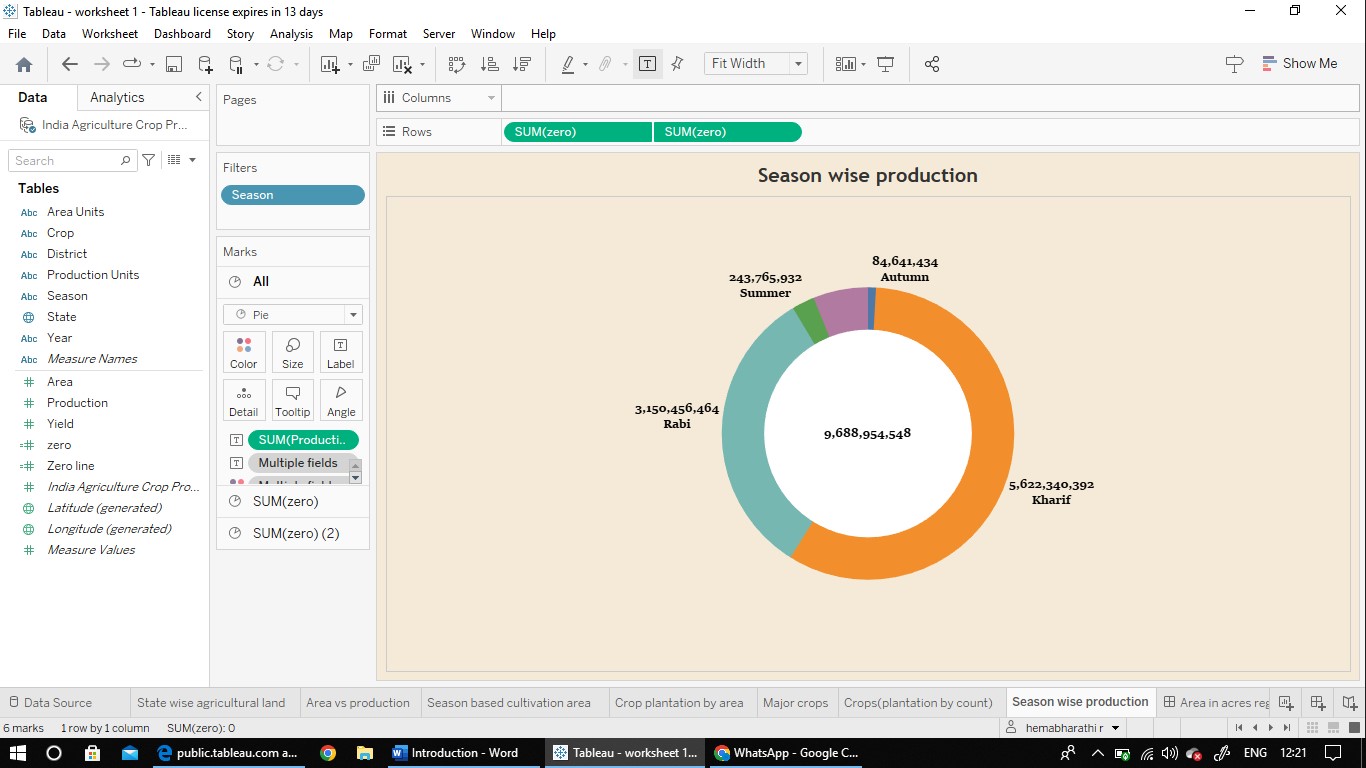 Tableau - worksheet 1 - Tableau license expires in 13 days
File Data Worksheet Dashboard Story Analysis Map Format Server Window Help
Fit Width
Show Me
Data Analytics
India Agriculture Crop Pr...
Search
Tables
Abc Area Units
Abc Crop
Abc District
Abc Production Units
Abc Season
State
Abc Year
Abc Measure Names
Area
Production
Yield
zero
Zero line
India Agriculture Crop Pro...
Latitude (generated)
Longitude (generated)
Measure Values
Pages
Filters
Season
Marks
All
Pie
Color Size Label
Detail Tooltip Angle
SUM(Producti..
Multiple fields
SUM(zero)
SUM(zero) (2)
Columns
Rows SUM(zero) SUM(zero)
Season wise production
84,641,434
Autumn
243,765,932
Summer
3,150,456,464
Rabi
9,688,954,548
5,622,340,392
Kharif
Data Source State wise agricultural land Area vs production Season based cultivation area Crop plantation by area Major crops Crops(plantation by count) Season wise production Area in acres reg
6 marks 1 row by 1 column SUM(zero): 0 hemabharathi r
public.tableau.com a... Introduction - Word Tableau - worksheet 1... WhatsApp - Google C... ENG 12:21